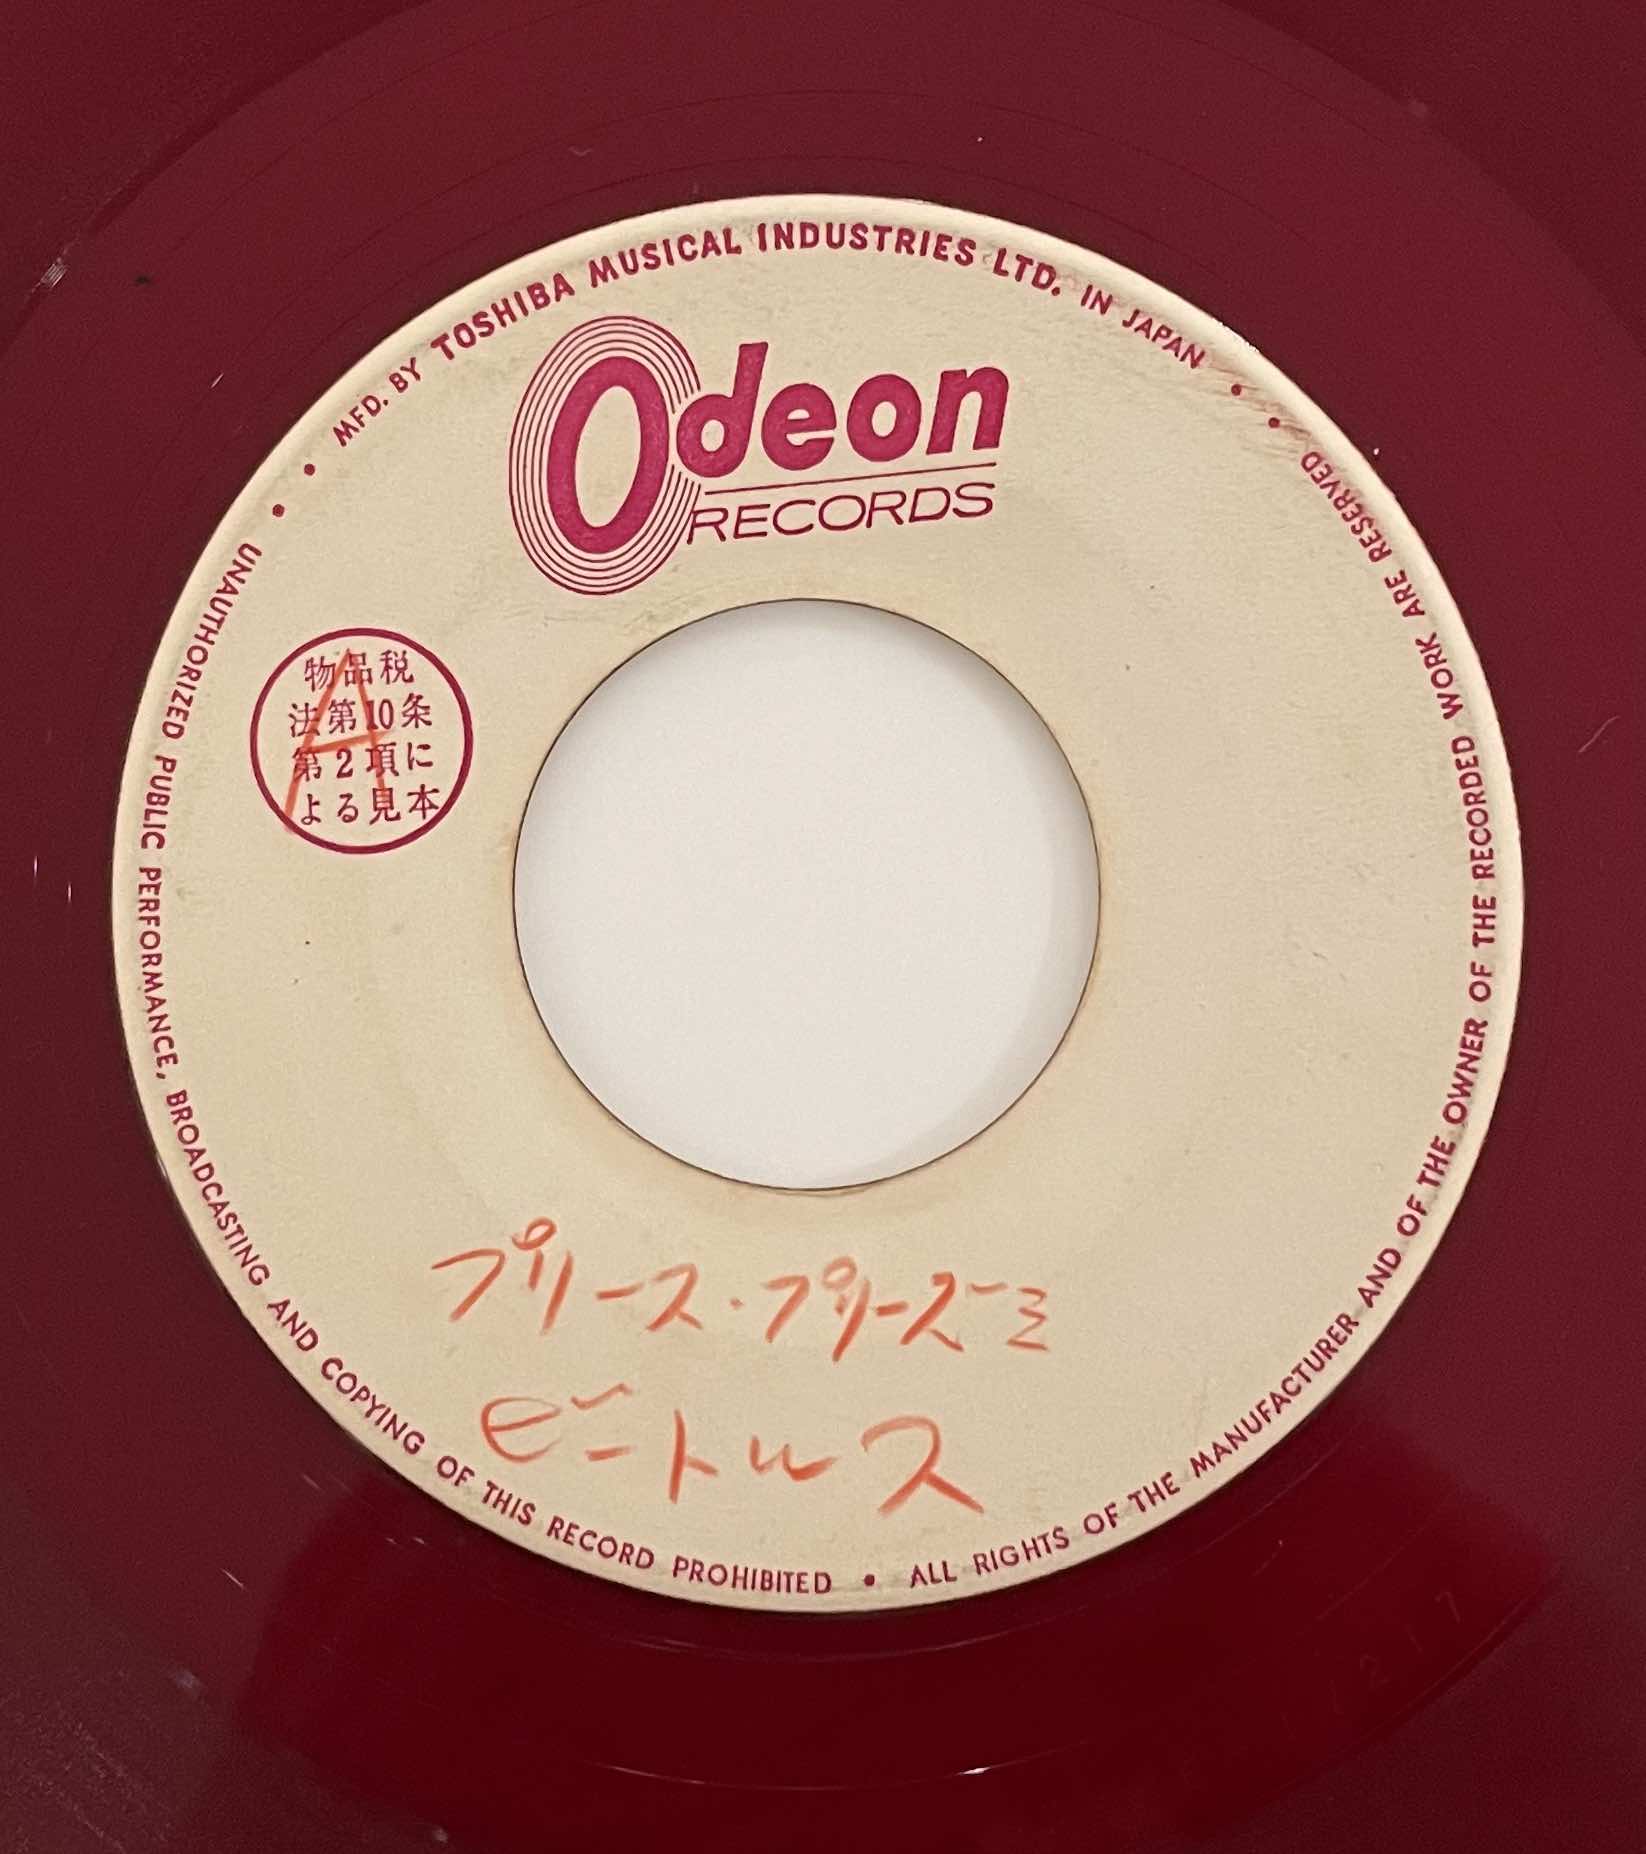 MFD. BY TOSHIBA MUSICAL INDUSTRIES LTD. IN JAPAN
Odeon
RECORDS
物品税
法第10条
第2項に
よる見本
A
プリース・プリーズミ
ビートルス
UNAUTHORIZED PUBLIC PERFORMANCE, BROADCASTING AND COPYING OF THIS RECORD PROHIBITED • ALL RIGHTS OF THE MANUFACTURER AND OF THE OWNER OF THE RECORDED WORK ARE RESERVED